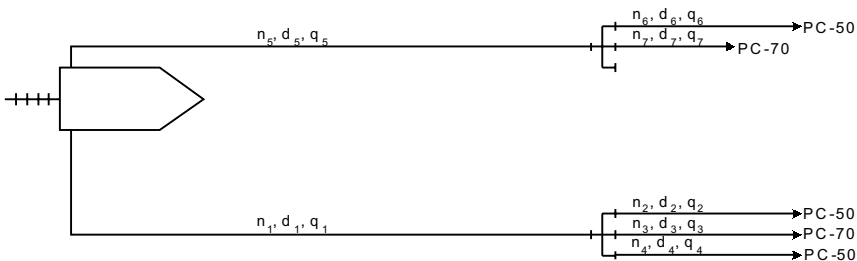 n6, d6, q6
PC-50
n5, d5, q5
n7, d7, q7
PC-70
n2, d2, q2
PC-50
n1, d1, q1
n3, d3, q3
PC-70
n4, d4, q4
PC-50